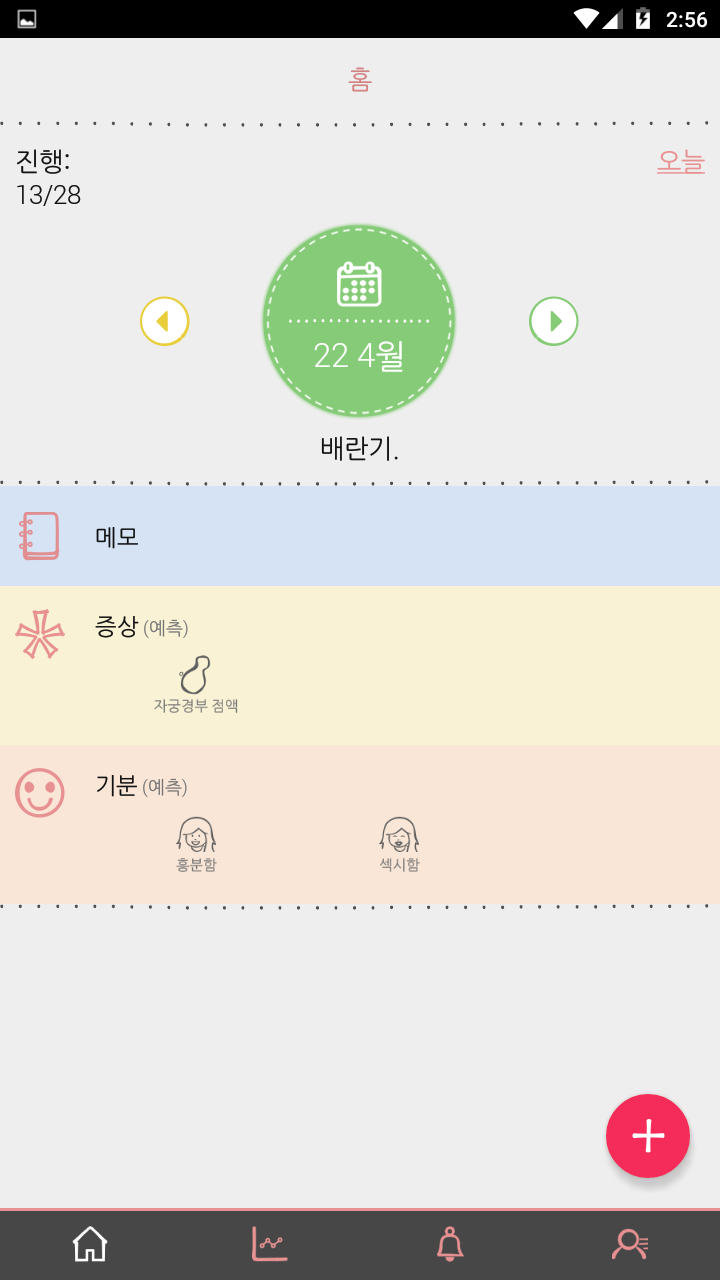 2:56
홈
진행:
13/28
오늘
22 4월
배란기.
메모
증상 (예측)
자궁경부 점액
기분 (예측)
흥분함
섹시함